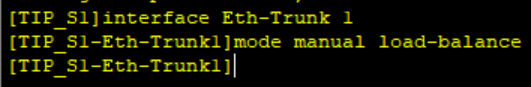 [TIP_S1]interface Eth-Trunk 1
[TIP_S1-Eth-Trunk1]mode manual load-balance
[TIP_S1-Eth-Trunk1]